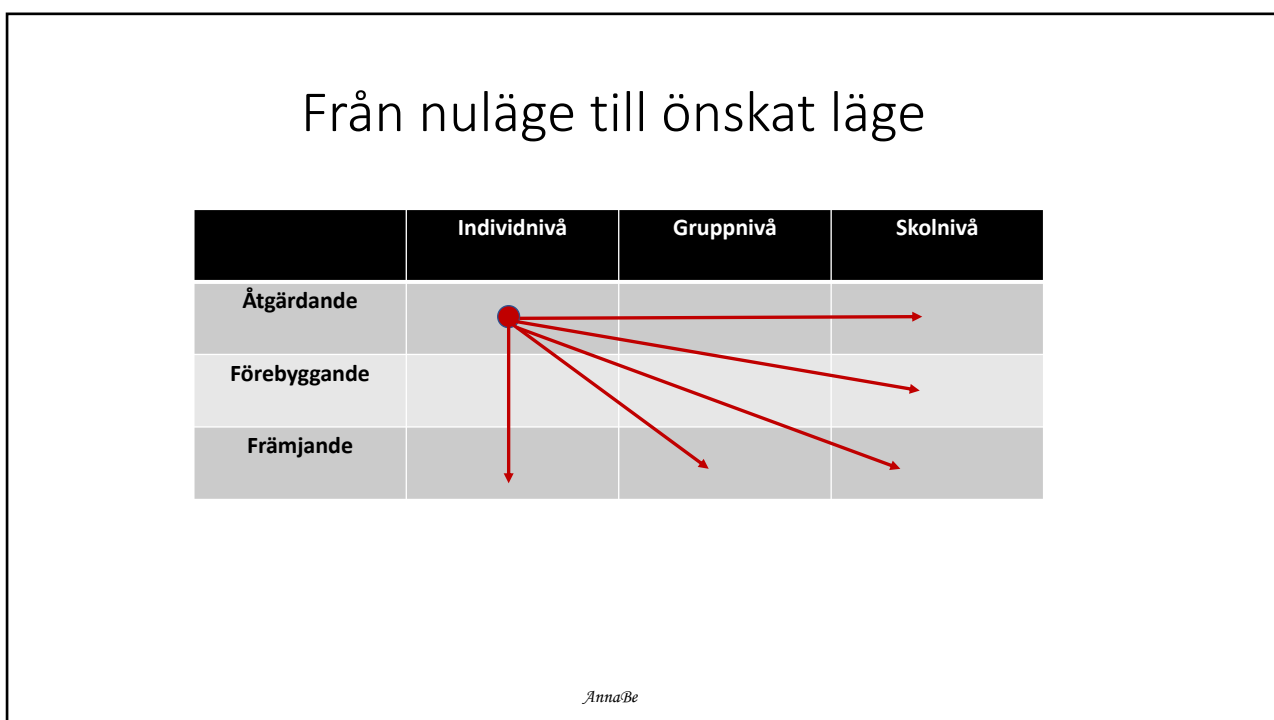 Från nuläge till önskat läge
Individnivå Gruppnivå Skolnivå
Åtgärdande
Förebyggande
Främjande
AnnaBe